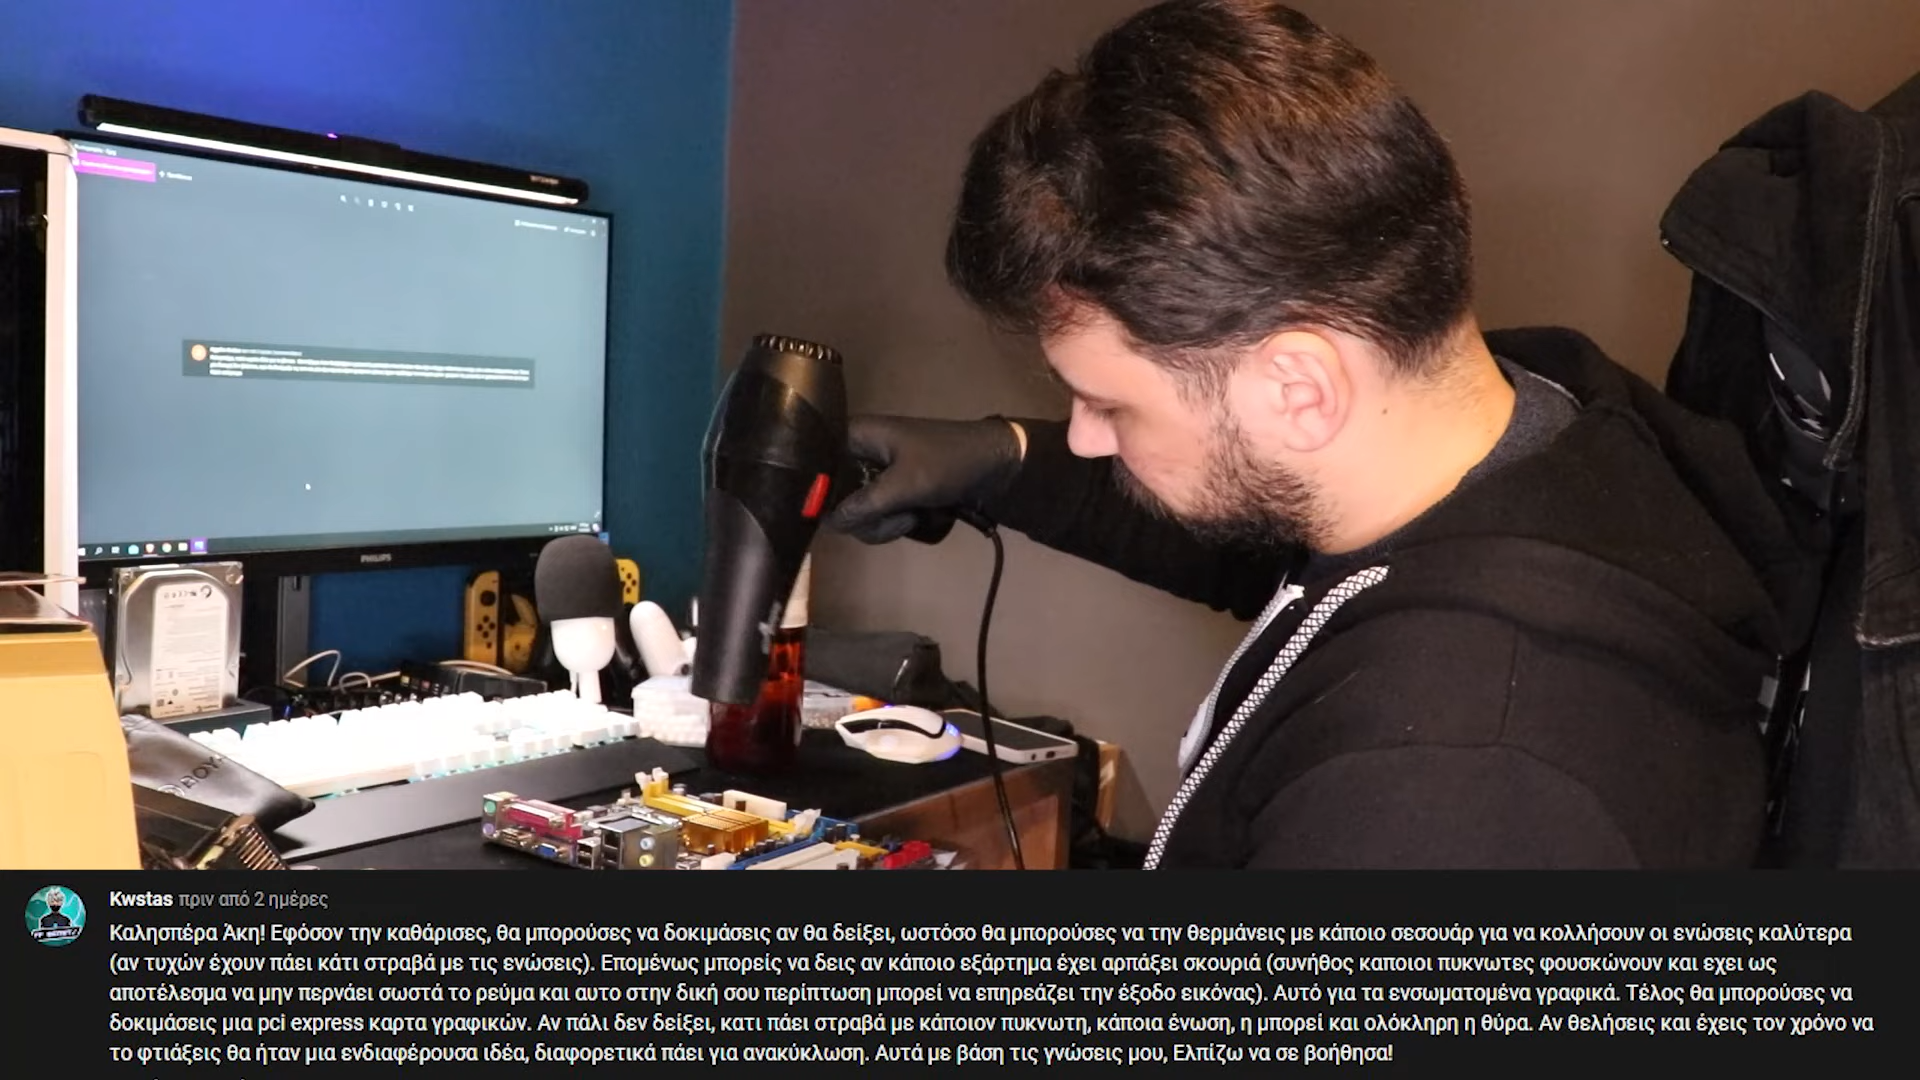 PHILIPS
Kwstas πριν από 2 ημέρες
Καλησπέρα Άκη! Εφόσον την καθάρισες, θα μπορούσες να δοκιμάσεις αν θα δείξει, ωστόσο θα μπορούσες να την θερμάνεις με κάποιο σεσουάρ για να κολλήσουν οι ενώσεις καλύτερα
(αν τυχών έχουν πάει κάτι στραβά με τις ενώσεις). Επομένως μπορείς να δεις αν κάποιο εξάρτημα έχει αρπάξει σκουριά (συνήθος καποιοι πυκνωτες φουσκώνουν και εχει ως
αποτέλεσμα να μην περνάει σωστά το ρεύμα και αυτο στην δική σου περίπτωση μπορεί να επηρεάζει την έξοδο εικόνας). Αυτό για τα ενσωματομένα γραφικά. Τέλος θα μπορούσες να
δοκιμάσεις μια pci express καρτα γραφικών. Αν πάλι δεν δείξει, κατι πάει στραβά με κάποιον πυκνωτη, κάποια ένωση, η μπορεί και ολόκληρη η θύρα. Αν θελήσεις και έχεις τον χρόνο να
το φτιάξεις θα ήταν μια ενδιαφέρουσα ιδέα, διαφορετικά πάει για ανακύκλωση. Αυτά με βάση τις γνώσεις μου, Ελπίζω να σε βοήθησα!